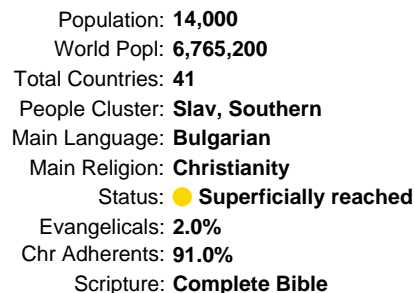 Population: 14,000
World Popl: 6,765,200
Total Countries: 41
People Cluster: Slav, Southern
Main Language: Bulgarian
Main Religion: Christianity
Status: Superficially reached
Evangelicals: 2.0%
Chr Adherents: 91.0%
Scripture: Complete Bible